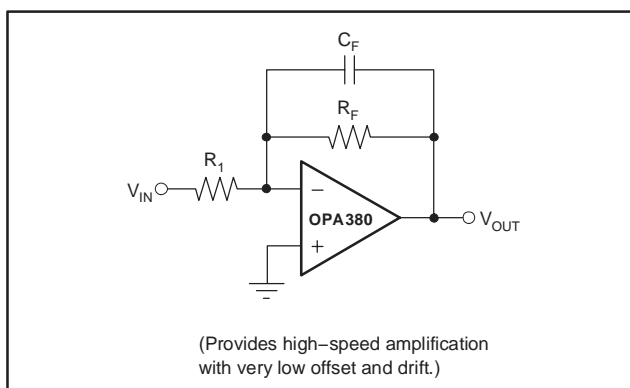 C_F
R_F
R_1
V_IN
−
OPA380
V_OUT
+
(Provides high−speed amplification
with very low offset and drift.)